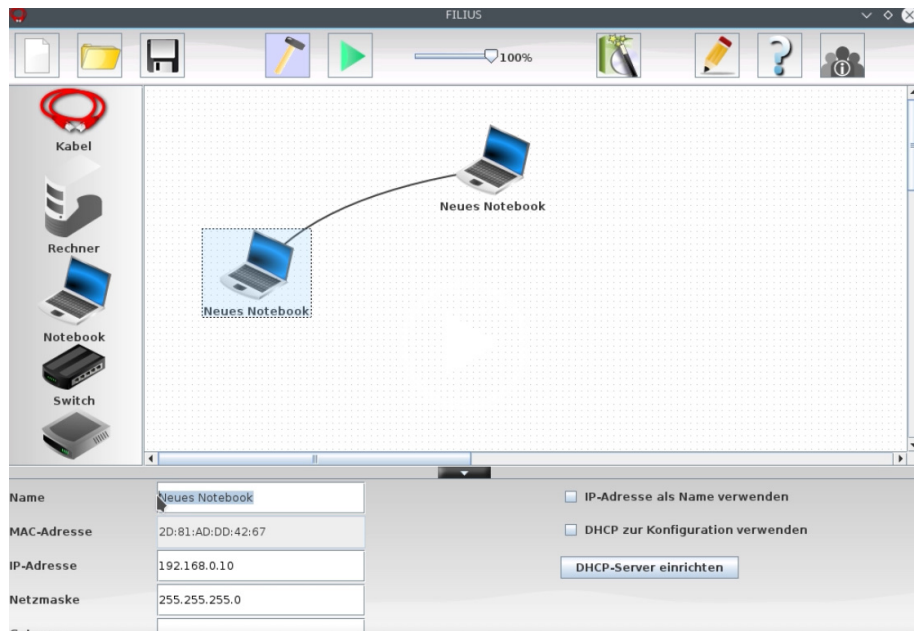 FILIUS
100%
Kabel
Rechner
Notebook
Switch
Neues Notebook
Neues Notebook
Name
Neues Notebook
MAC-Adresse
2D:81:AD:DD:42:67
IP-Adresse
192.168.0.10
Netzmaske
255.255.255.0
IP-Adresse als Name verwenden
DHCP zur Konfiguration verwenden
DHCP-Server einrichten